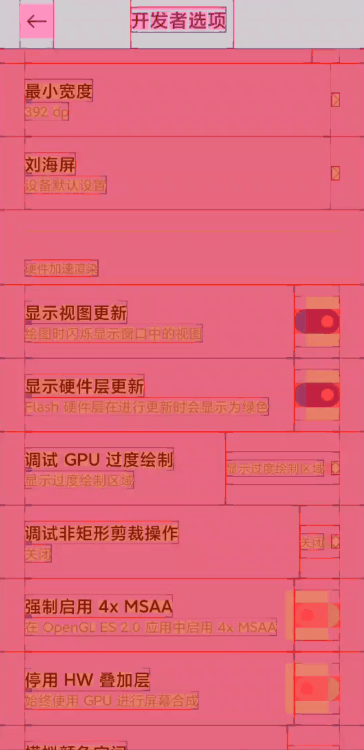 开发者选项
最小宽度
392 dp
刘海屏
设备默认设置
硬件加速渲染
显示视图更新
绘图时闪烁显示窗口中的视图
显示硬件层更新
Flash 硬件层在进行更新时会显示为绿色
调试 GPU 过度绘制
显示过度绘制区域
显示过度绘制区域
调试非矩形剪裁操作
关闭
关闭
强制启用 4x MSAA
在 OpenGL ES 2.0 应用中启用 4x MSAA
停用 HW 叠加层
始终使用 GPU 进行屏幕合成
模拟颜色空间